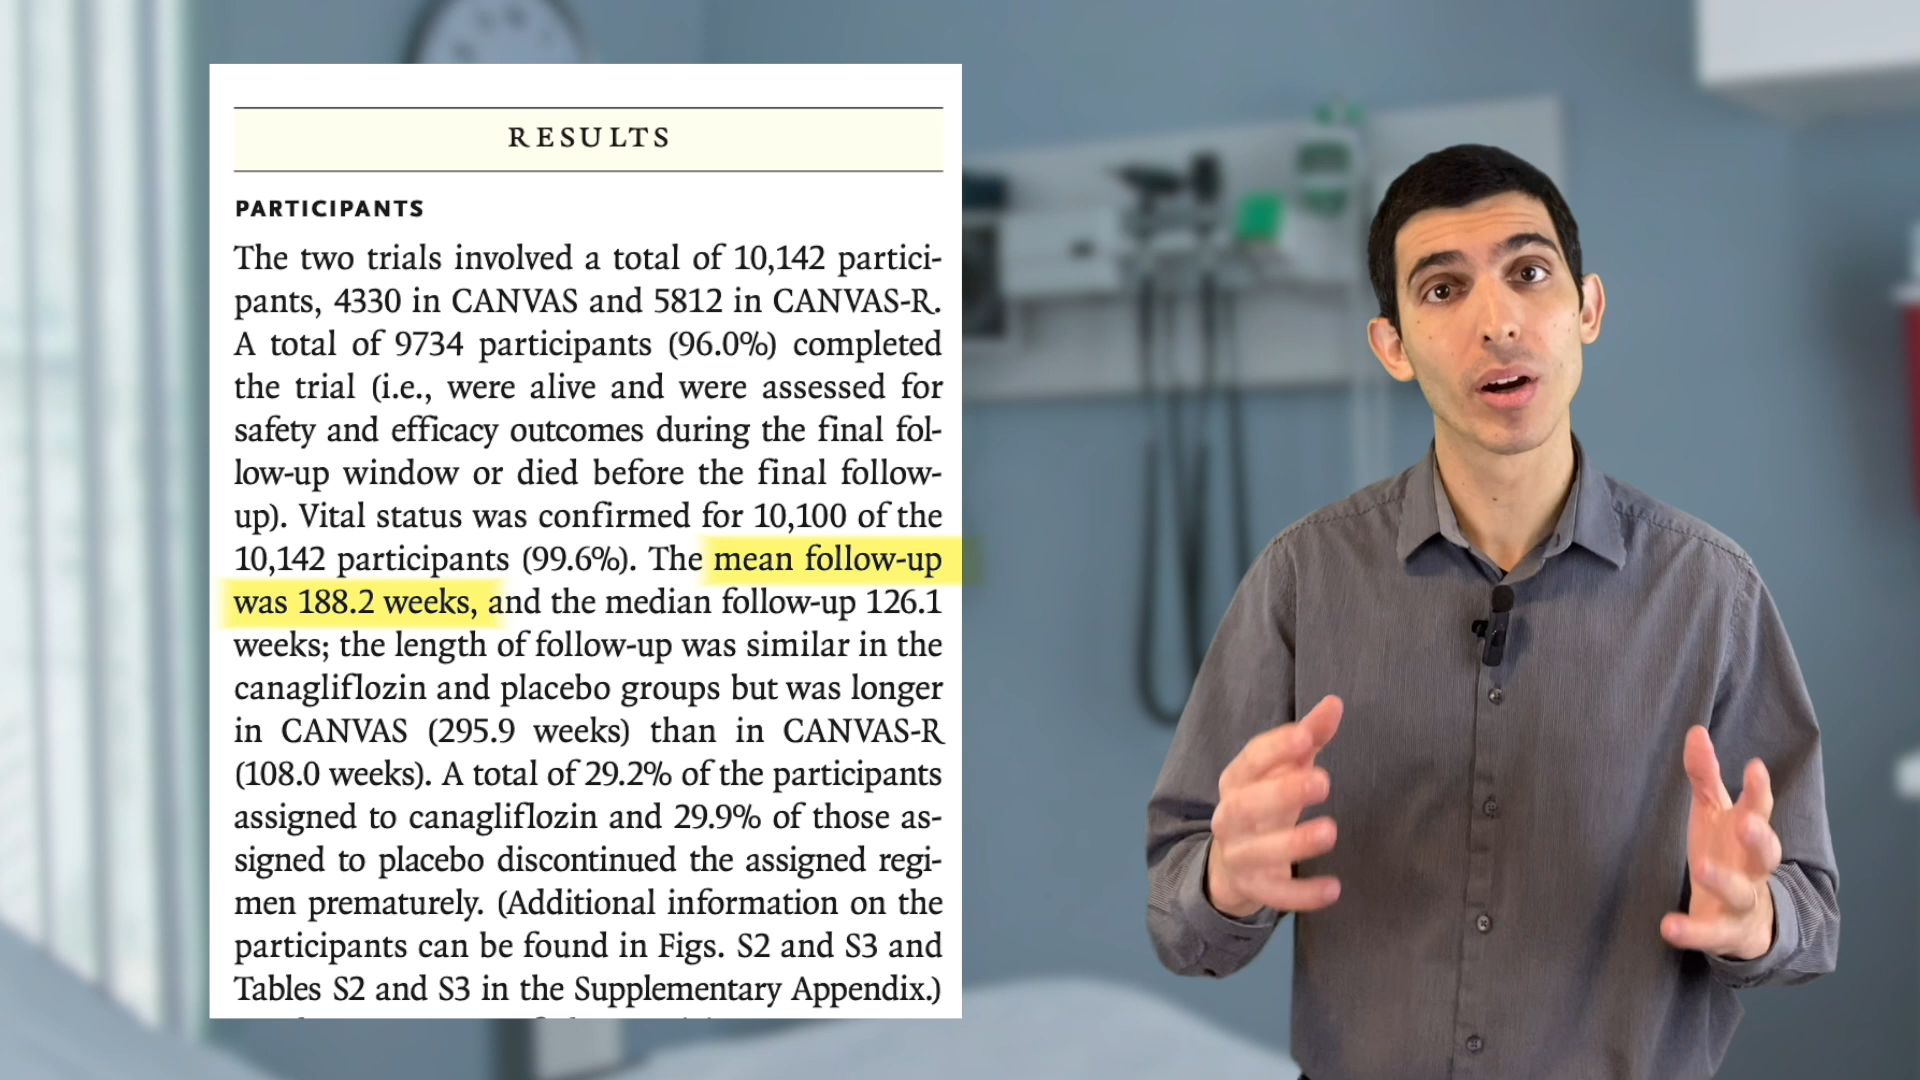 RESULTS
PARTICIPANTS
The two trials involved a total of 10,142 partici-
pants, 4330 in CANVAS and 5812 in CANVAS-R.
A total of 9734 participants (96.0%) completed
the trial (i.e., were alive and were assessed for
safety and efficacy outcomes during the final fol-
low-up window or died before the final follow-
up). Vital status was confirmed for 10,100 of the
10,142 participants (99.6%). The mean follow-up
was 188.2 weeks, and the median follow-up 126.1
weeks; the length of follow-up was similar in the
canagliflozin and placebo groups but was longer
in CANVAS (295.9 weeks) than in CANVAS-R
(108.0 weeks). A total of 29.2% of the participants
assigned to canagliflozin and 29.9% of those as-
signed to placebo discontinued the assigned regi-
men prematurely. (Additional information on the
participants can be found in Figs. S2 and S3 and
Tables S2 and S3 in the Supplementary Appendix.)